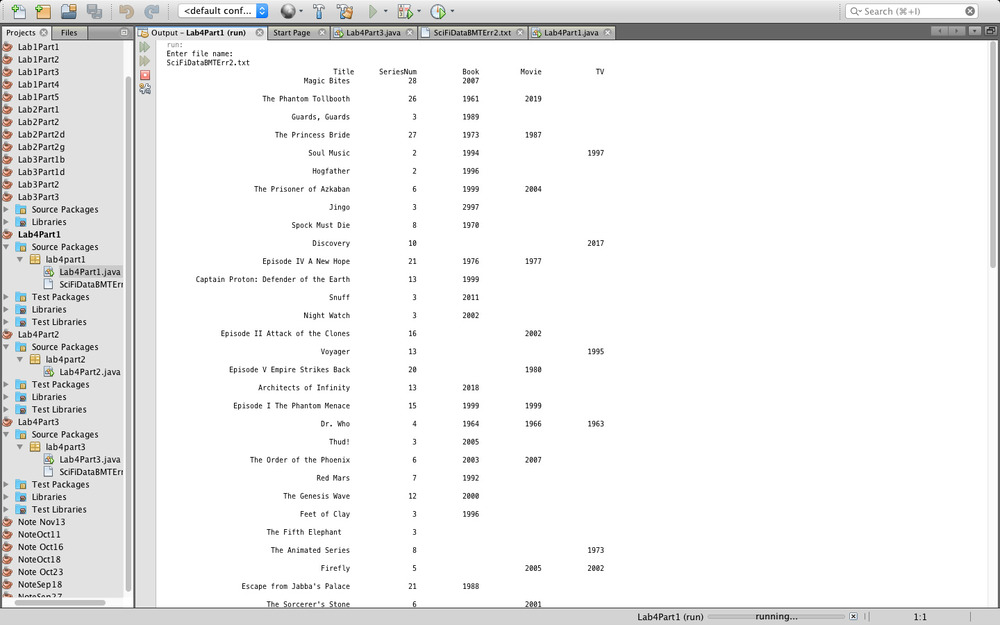 <default conf...
Search (⌘+I)
Projects
Files
Output – Lab4Part1 (run)
Start Page
Lab4Part3.java
SciFiDataBMTErr2.txt
Lab4Part1.java
Lab1Part1
Lab1Part2
Lab1Part3
Lab1Part4
Lab1Part5
Lab2Part1
Lab2Part2
Lab2Part2d
Lab2Part2g
Lab3Part1b
Lab3Part1d
Lab3Part2
Lab3Part3
Source Packages
Libraries
Lab4Part1
Source Packages
lab4part1
Lab4Part1.java
SciFiDataBMTErr
Test Packages
Libraries
Test Libraries
Lab4Part2
Source Packages
lab4part2
Lab4Part2.java
Test Packages
Libraries
Test Libraries
Lab4Part3
Source Packages
lab4part3
Lab4Part3.java
SciFiDataBMTErr
Test Packages
Libraries
Test Libraries
Note Nov13
NoteOct11
Note Oct16
NoteOct18
Note Oct23
NoteSep18
NoteSep27
run:
Enter file name:
SciFiDataBMTErr2.txt
Title SeriesNum Book Movie TV
Magic Bites 28 2007
The Phantom Tollbooth 26 1961 2019
Guards, Guards 3 1989
The Princess Bride 27 1973 1987
Soul Music 2 1994 1997
Hogfather 2 1996
The Prisoner of Azkaban 6 1999 2004
Jingo 3 2997
Spock Must Die 8 1970
Discovery 10 2017
Episode IV A New Hope 21 1976 1977
Captain Proton: Defender of the Earth 13 1999
Snuff 3 2011
Night Watch 3 2002
Episode II Attack of the Clones 16 2002
Voyager 13 1995
Episode V Empire Strikes Back 20 1980
Architects of Infinity 13 2018
Episode I The Phantom Menace 15 1999 1999
Dr. Who 4 1964 1966 1963
Thud! 3 2005
The Order of the Phoenix 6 2003 2007
Red Mars 7 1992
The Genesis Wave 12 2000
Feet of Clay 3 1996
The Fifth Elephant 3
The Animated Series 8 1973
Firefly 5 2005 2002
Escape from Jabba's Palace 21 1988
The Sorcerer's Stone 6 2001
Lab4Part1 (run)
running...
1:1